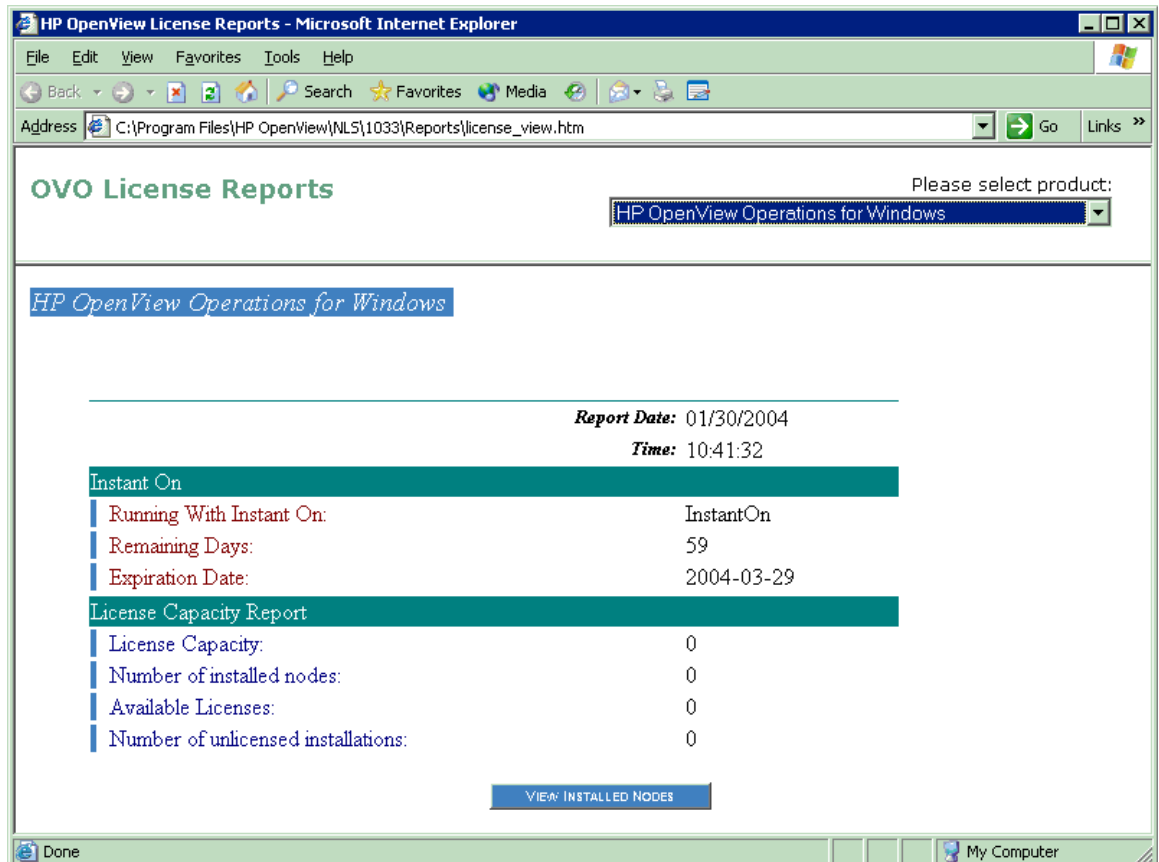 HP OpenView License Reports - Microsoft Internet Explorer
File Edit View Favorites Tools Help
Back Search Favorites Media
Address C:\Program Files\HP OpenView\NLS\1033\Reports\license_view.htm Go Links »
OVO License Reports
Please select product:
HP OpenView Operations for Windows
HP OpenView Operations for Windows
Report Date: 01/30/2004
Time: 10:41:32
Instant On
Running With Instant On: InstantOn
Remaining Days: 59
Expiration Date: 2004-03-29
License Capacity Report
License Capacity: 0
Number of installed nodes: 0
Available Licenses: 0
Number of unlicensed installations: 0
VIEW INSTALLED NODES
Done My Computer